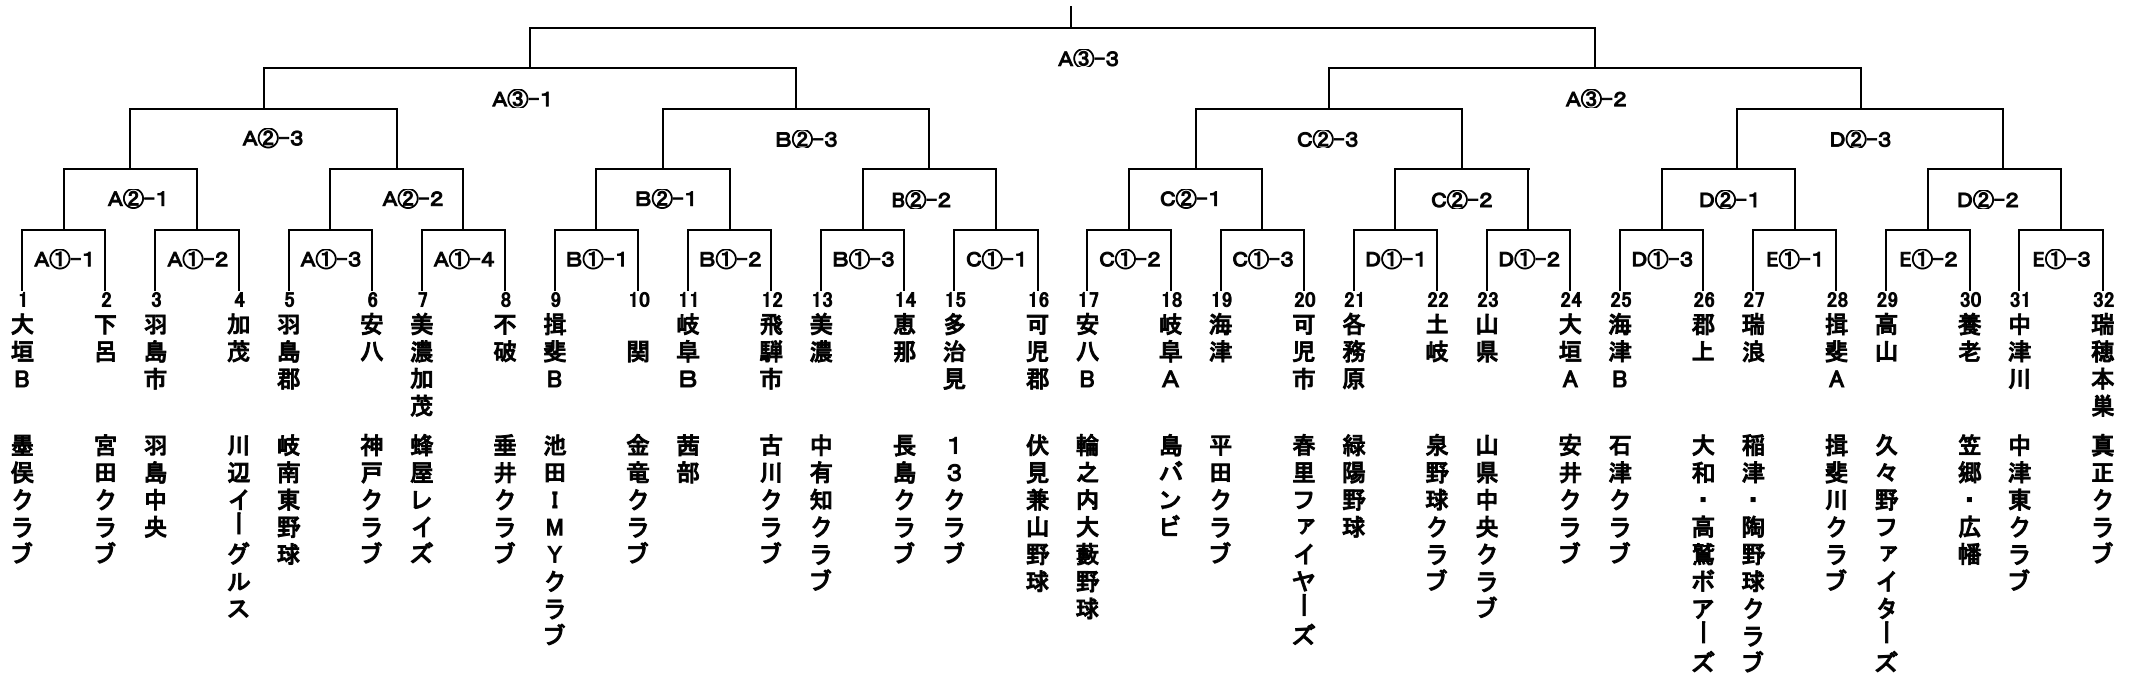 A③-3
A③-1
A③-2
A②-3
B②-3
C②-3
D②-3
A②-1
A②-2
B②-1
B②-2
C②-1
C②-2
D②-1
D②-2
A①-1
A①-2
A①-3
A①-4
B①-1
B①-2
B①-3
C①-1
C①-2
C①-3
D①-1
D①-2
D①-3
E①-1
E①-2
E①-3
1 大垣B 墨俣クラブ
2 下呂 宮田クラブ
3 羽島市 羽島中央
4 加茂 川辺イーグルス
5 羽島郡 岐南東野球
6 安八 神戸クラブ
7 美濃加茂 蜂屋レイズ
8 不破 垂井クラブ
9 揖斐B 池田IMYクラブ
10 関 金竜クラブ
11 岐阜B 茜部
12 飛騨市 古川クラブ
13 美濃 中有知クラブ
14 恵那 長島クラブ
15 多治見 13クラブ
16 可児郡 伏見兼山野球
17 安八B 輪之内大薮野球
18 岐阜A 島バンビ
19 海津 平田クラブ
20 可児市 春里ファイヤーズ
21 各務原 緑陽野球
22 土岐 泉野球クラブ
23 山県 山県中央クラブ
24 大垣A 安井クラブ
25 海津B 石津クラブ
26 郡上 大和・高鷲ボアーズ
27 瑞浪 稲津・陶野球クラブ
28 揖斐A 揖斐川クラブ
29 高山 久々野ファイターズ
30 養老 笠郷・広幡
31 中津川 中津東クラブ
32 瑞穂本巣 真正クラブ